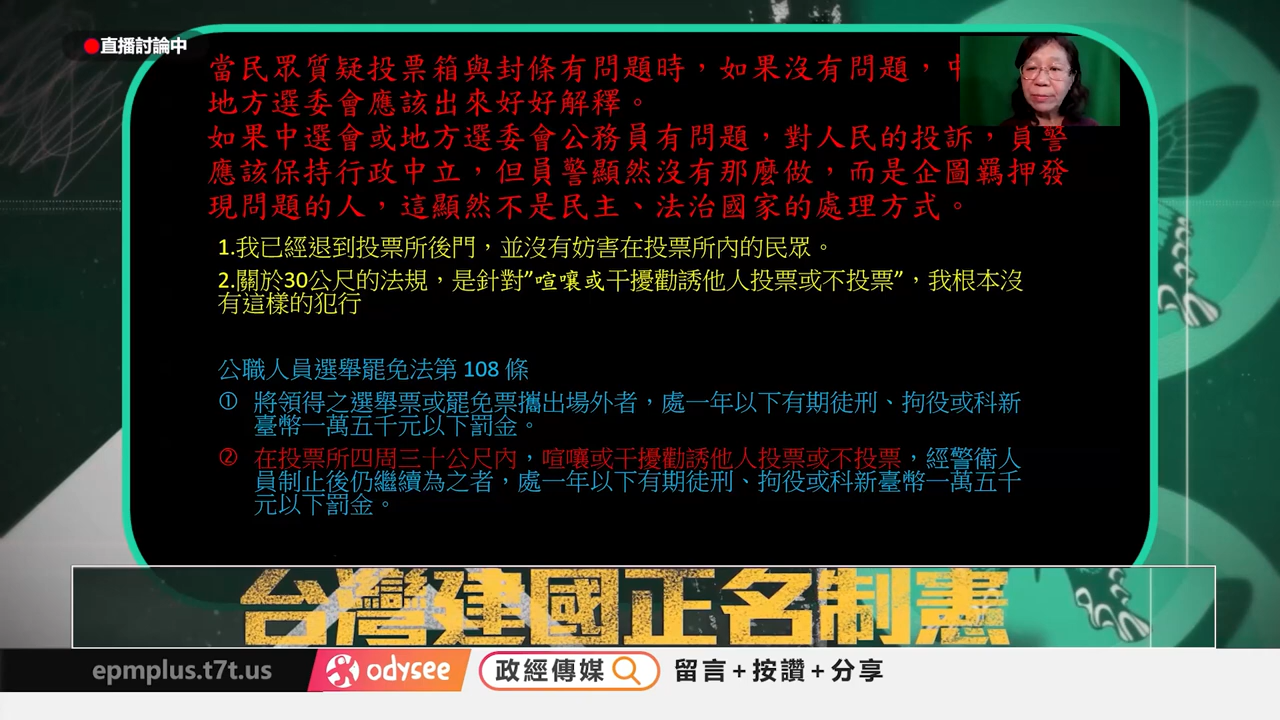 直播討論中
當民眾質疑投票箱與封條有問題時，如果沒有問題，中
地方選委會應該出來好好解釋。
如果中選會或地方選委會公務員有問題，對人民的投訴，員警
應該保持行政中立，但員警顯然沒有那麼做，而是企圖羈押發
現問題的人，這顯然不是民主、法治國家的處理方式。
1.我已經退到投票所後門，並沒有妨害在投票所內的民眾。
2.關於30公尺的法規，是針對”喧嚷或干擾勸誘他人投票或不投票”，我根本沒
有這樣的犯行
公職人員選舉罷免法第 108 條
① 將領得之選舉票或罷免票攜出場外者，處一年以下有期徒刑、拘役或科新
臺幣一萬五千元以下罰金。
② 在投票所四周三十公尺內，喧嚷或干擾勸誘他人投票或不投票，經警衛人
員制止後仍繼續為之者，處一年以下有期徒刑、拘役或科新臺幣一萬五千
元以下罰金。
台灣建國正名制憲
epmplus.t7t.us odysee 政經傳媒 留言+按讚+分享